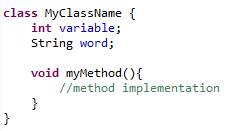 class MyClassName {
    int variable;
    String word;

    void myMethod(){
        //method implementation
    }
}